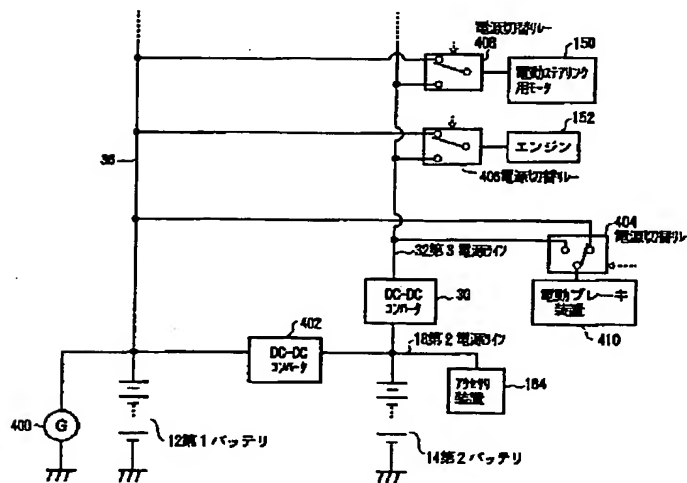 電源切替リレー
408
150
電動ステアリング
用モータ
152
エンジン
406電源切替リレー
36
404
電源切替リレー
32第3電源ライン
DC-DC
コンバータ
30
電動ブレーキ
装置
410
402
DC-DC
コンバータ
18第2電源ライン
アクセサリ
装置
164
400
G
12第1バッテリ
14第2バッテリ